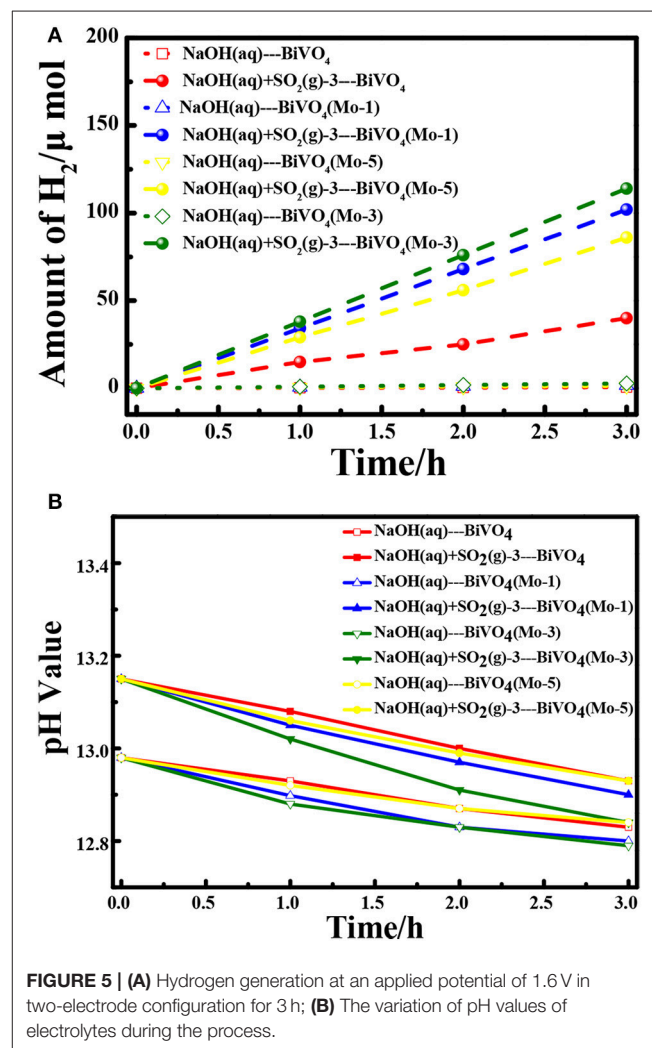 A
200
150
100
50
0
Amount of H₂/μ mol
NaOH(aq)---BiVO₄
NaOH(aq)+SO₂(g)-3---BiVO₄
NaOH(aq)---BiVO₄(Mo-1)
NaOH(aq)+SO₂(g)-3---BiVO₄(Mo-1)
NaOH(aq)---BiVO₄(Mo-5)
NaOH(aq)+SO₂(g)-3---BiVO₄(Mo-5)
NaOH(aq)---BiVO₄(Mo-3)
NaOH(aq)+SO₂(g)-3---BiVO₄(Mo-3)
0.0 0.5 1.0 1.5 2.0 2.5 3.0
Time/h
B
13.4
13.2
13.0
12.8
pH Value
NaOH(aq)---BiVO₄
NaOH(aq)+SO₂(g)-3---BiVO₄
NaOH(aq)---BiVO₄(Mo-1)
NaOH(aq)+SO₂(g)-3---BiVO₄(Mo-1)
NaOH(aq)---BiVO₄(Mo-3)
NaOH(aq)+SO₂(g)-3---BiVO₄(Mo-3)
NaOH(aq)---BiVO₄(Mo-5)
NaOH(aq)+SO₂(g)-3---BiVO₄(Mo-5)
0.0 0.5 1.0 1.5 2.0 2.5 3.0
Time/h
FIGURE 5 | (A) Hydrogen generation at an applied potential of 1.6 V in
two-electrode configuration for 3 h; (B) The variation of pH values of
electrolytes during the process.